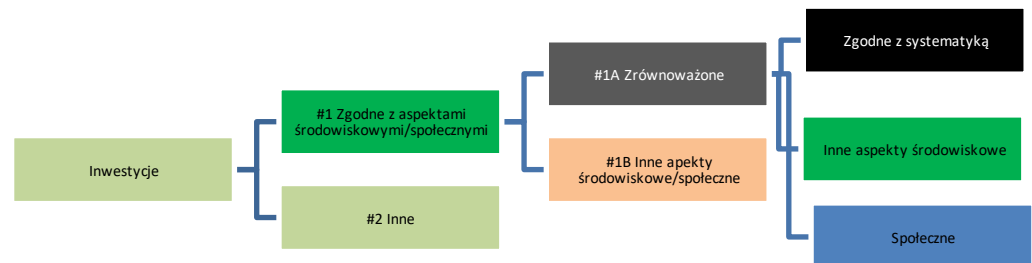 Inwestycje
#1 Zgodne z aspektami
środowiskowymi/społecznymi
#2 Inne
#1A Zrównoważone
#1B Inne apekty
środowiskowe/społeczne
Zgodne z systematyką
Inne aspekty środowiskowe
Społeczne